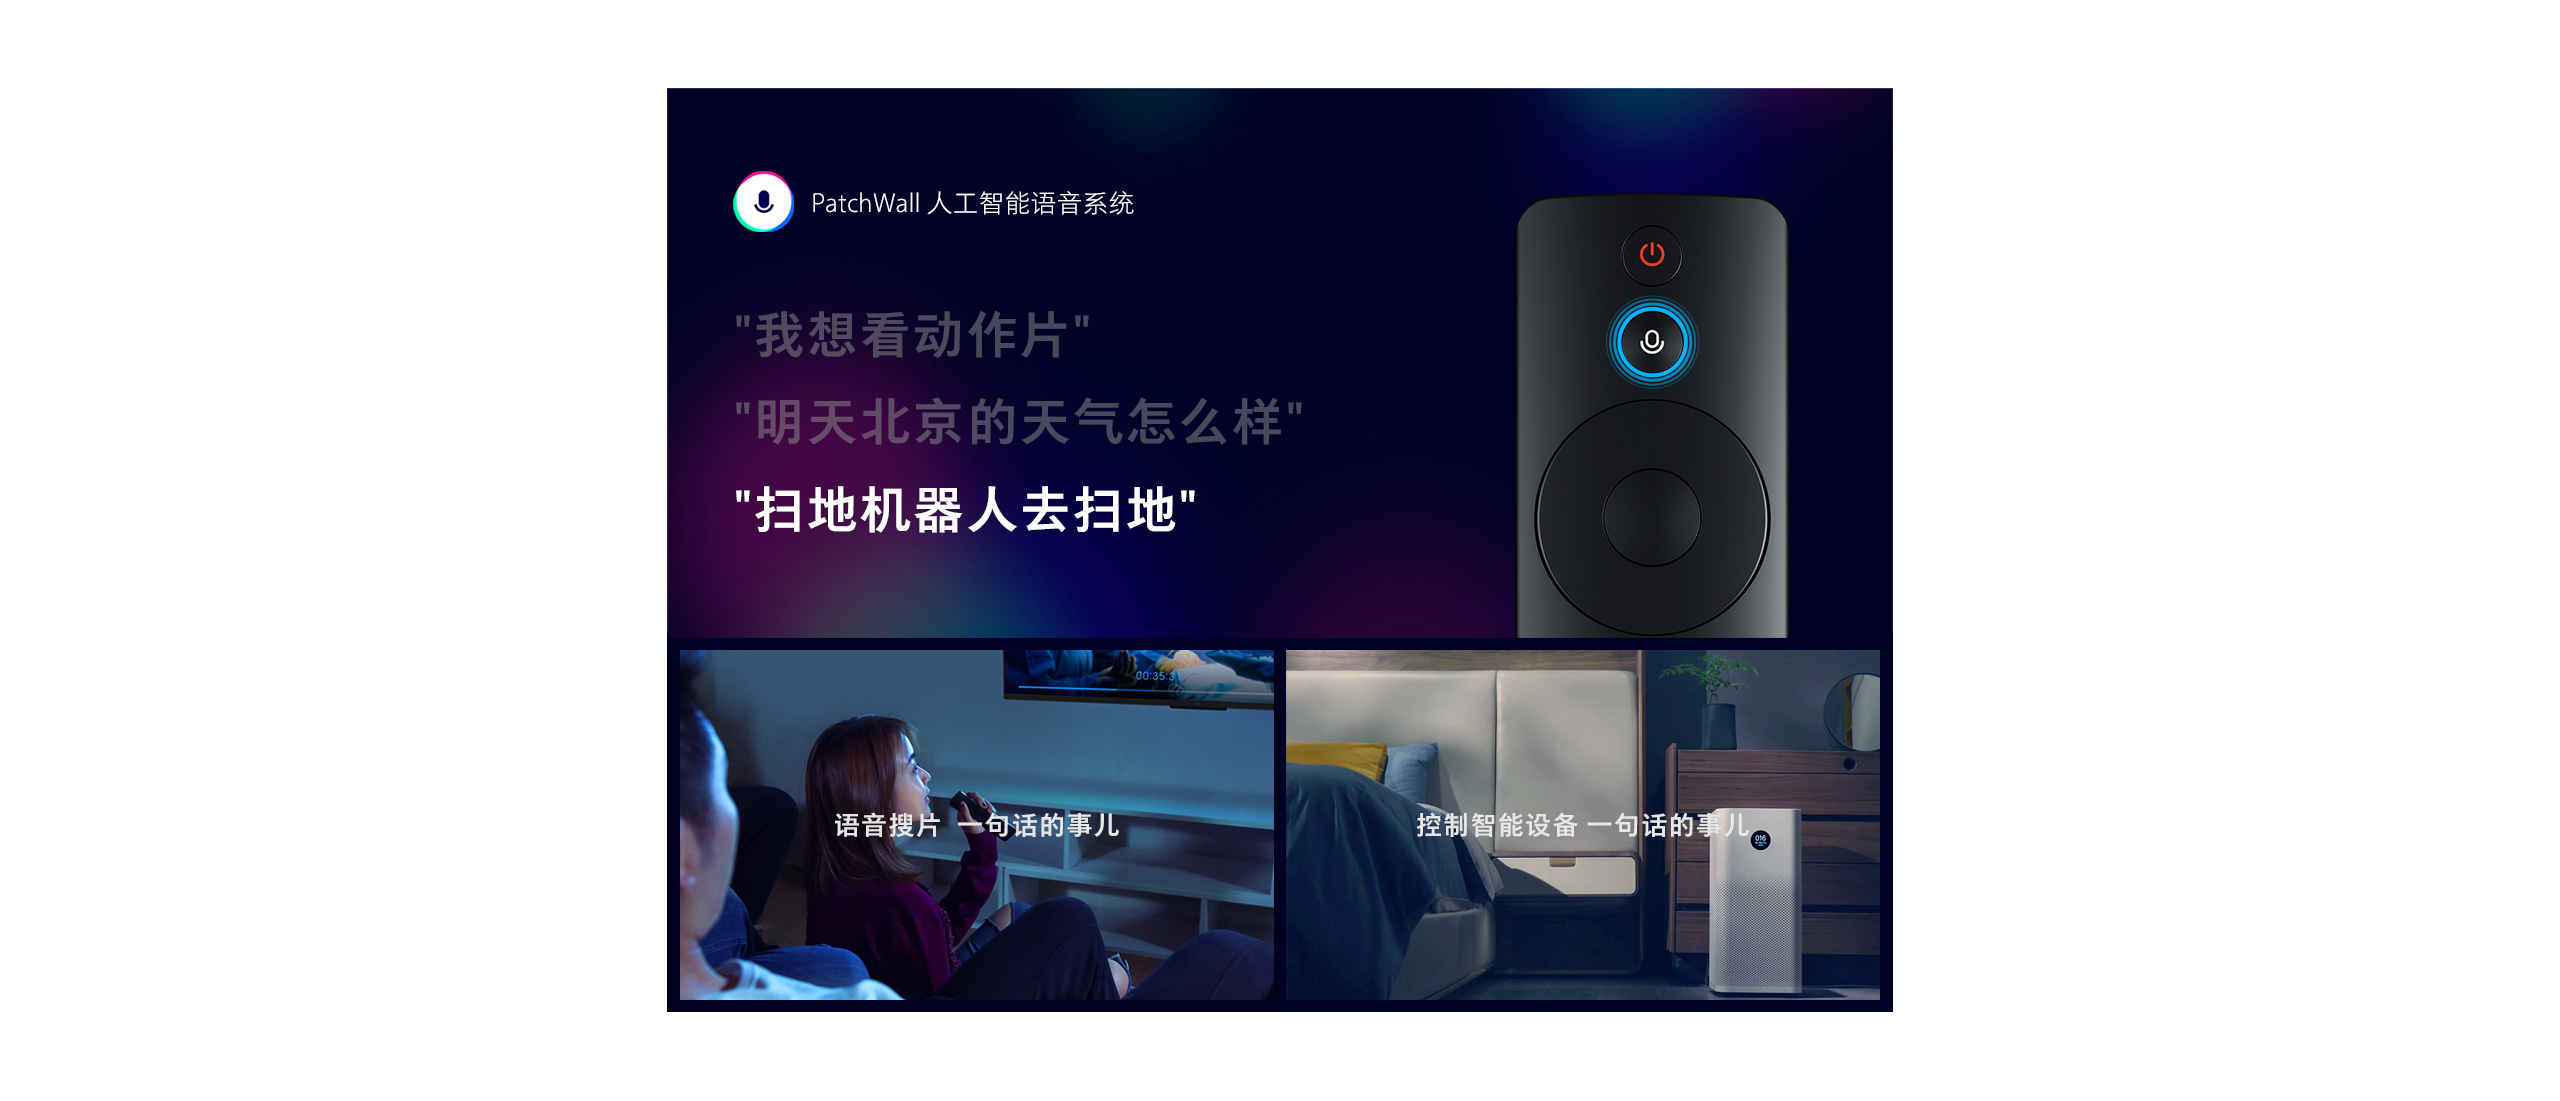 PatchWall 人工智能语音系统
"我想看动作片"
"明天北京的天气怎么样"
"扫地机器人去扫地"
00:35:31
语音搜片 一句话的事儿
控制智能设备 一句话的事儿
016